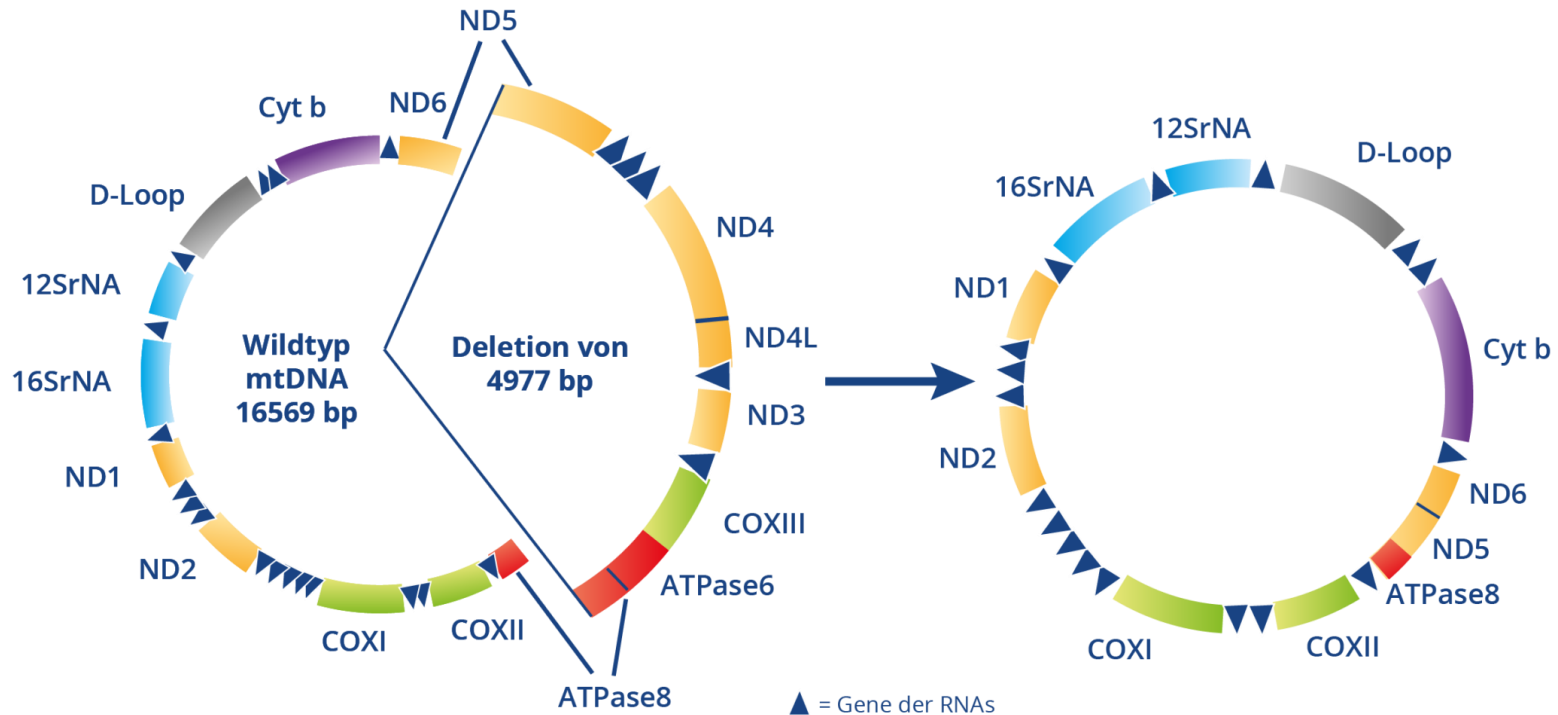 ND5
Cyt b
ND6
D-Loop
12SrNA
16SrNA
ND1
ND2
COXI
COXII
ATPase8
Wildtyp
mtDNA
16569 bp
Deletion von
4977 bp
ND4
ND4L
ND3
COXIII
ATPase6
12SrNA
D-Loop
16SrNA
ND1
Cyt b
ND2
ND6
ND5
ATPase8
COXII
COXI
= Gene der RNAs